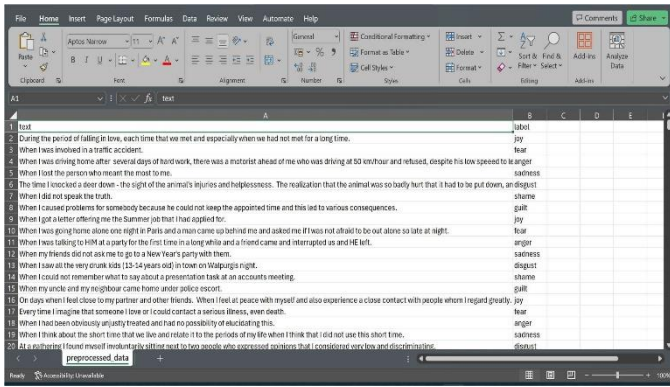 File Home Insert Page Layout Formulas Data Review View Automate Help Comments Share
Aptos Narrow 11 General Conditional Formatting Insert
Paste B I U % Format as Table Delete Sort & Find & Add-ins Analyze
Cell Styles Format Filter Select Data
Clipboard Font Alignment Number Styles Cells Editing Add-ins
A1 fx text
A B C D E
1 text label
2 During the period of falling in love, each time that we met and especially when we had not met for a long time. joy
3 When I was involved in a traffic accident. fear
4 When I was driving home after several days of hard work, there was a motorist ahead of me who was driving at 50 km/hour and refused, despite his low speeed to le anger
5 When I lost the person who meant the most to me. sadness
6 The time I knocked a deer down - the sight of the animal's injuries and helplessness. The realization that the animal was so badly hurt that it had to be put down, an disgust
7 When I did not speak the truth. shame
8 When I caused problems for somebody because he could not keep the appointed time and this led to various consequences. guilt
9 When I got a letter offering me the Summer job that I had applied for. joy
10 When I was going home alone one night in Paris and a man came up behind me and asked me if I was not afraid to be out alone so late at night. fear
11 When I was talking to HIM at a party for the first time in a long while and a friend came and interrupted us and HE left. anger
12 When my friends did not ask me to go to a New Year's party with them. sadness
13 When I saw all the very drunk kids (13-14 years old) in town on Walpurgis night. disgust
14 When I could not remember what to say about a presentation task at an accounts meeting. shame
15 When my uncle and my neighbour came home under police escort. guilt
16 On days when I feel close to my partner and other friends. When I feel at peace with myself and also experience a close contact with people whom I regard greatly. joy
17 Every time I imagine that someone I love or I could contact a serious illness, even death. fear
18 When I had been obviously unjustly treated and had no possibility of elucidating this. anger
19 When I think about the short time that we live and relate it to the periods of my life when I think that I did not use this short time. sadness
20 At a gathering I found myself involuntarily sitting next to two people who expressed opinions that I considered very low and discriminating. disgust
preprocessed_data
Ready Accessibility: Unavailable 100%